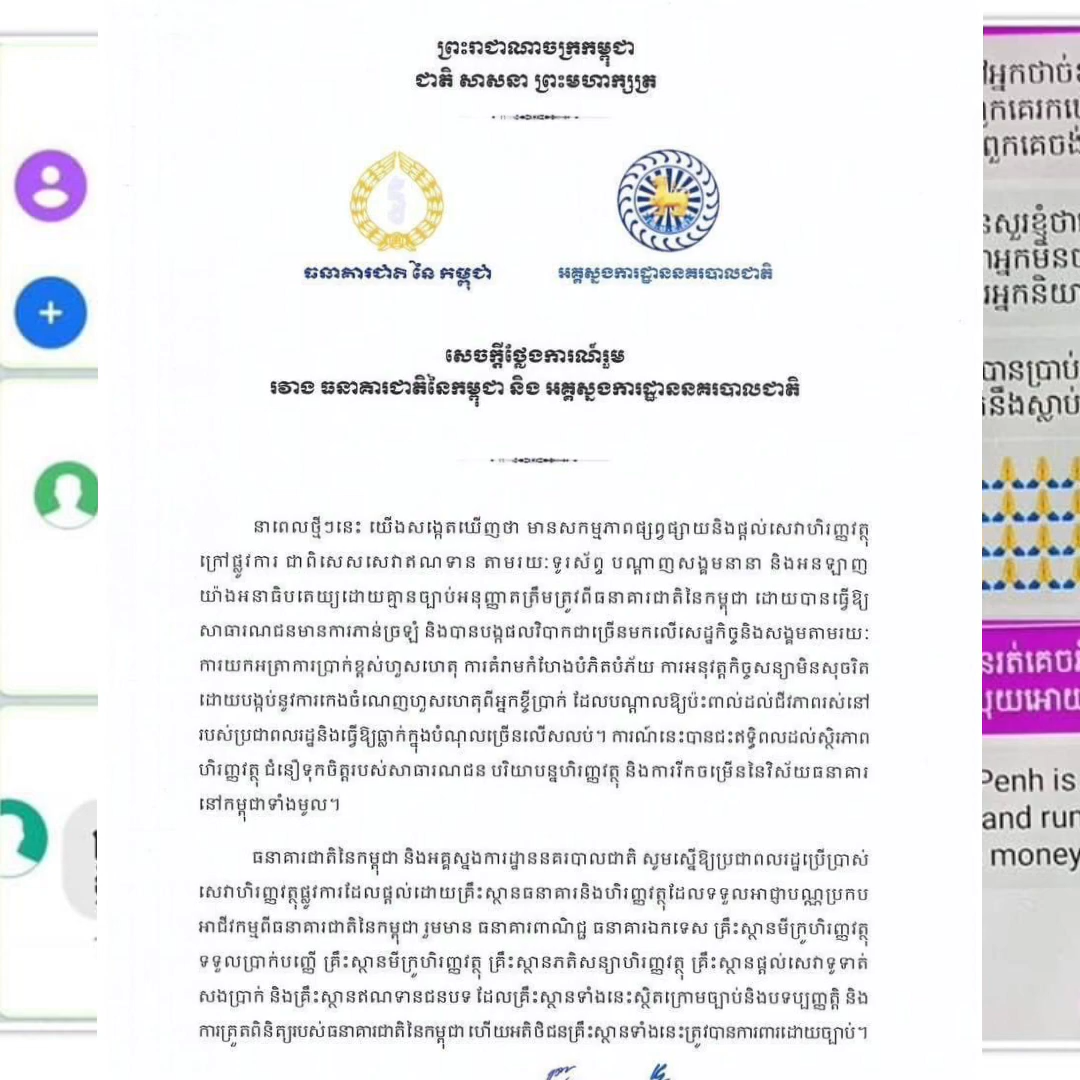 ព្រះរាជាណាចក្រកម្ពុជា
ជាតិ សាសនា ព្រះមហាក្សត្រ
ធនាគារជាតិ នៃ កម្ពុជា
អគ្គស្នងការដ្ឋាននគរបាលជាតិ
សេចក្តីថ្លែងការណ៍រួម
រវាង ធនាគារជាតិនៃកម្ពុជា និង អគ្គស្នងការដ្ឋាននគរបាលជាតិ
នាពេលថ្មីៗនេះ យើងសង្កេតឃើញថា មានសកម្មភាពផ្សព្វផ្សាយនិងផ្តល់សេវាហិរញ្ញវត្ថុ
ក្រៅផ្លូវការ ជាពិសេសសេវាឥណទាន តាមរយៈទូរស័ព្ទ បណ្តាញសង្គមនានា និងអនឡាញ
យ៉ាងអនាធិបតេយ្យដោយគ្មានច្បាប់អនុញ្ញាតត្រឹមត្រូវពីធនាគារជាតិនៃកម្ពុជា ដោយបានធ្វើឱ្យ
សាធារណជនមានការភាន់ច្រឡំ និងបានបង្កផលវិបាកជាច្រើនមកលើសេដ្ឋកិច្ចនិងសង្គមតាមរយៈ
ការយកអត្រាការប្រាក់ខ្ពស់ហួសហេតុ ការគំរាមកំហែងបំភិតបំភ័យ ការអនុវត្តកិច្ចសន្យាមិនសុចរិត
ដោយបង្កប់នូវការកេងចំណេញហួសហេតុពីអ្នកខ្ចីប្រាក់ ដែលបណ្តាលឱ្យប៉ះពាល់ដល់ជីវភាពរស់នៅ
របស់ប្រជាពលរដ្ឋនិងធ្វើឱ្យធ្លាក់ក្នុងបំណុលច្រើនលើសលប់។ ការណ៍នេះបានជះឥទ្ធិពលដល់ស្ថិរភាព
ហិរញ្ញវត្ថុ ជំនឿទុកចិត្តរបស់សាធារណជន បរិយាបន្នហិរញ្ញវត្ថុ និងការរីកចម្រើននៃវិស័យធនាគារ
នៅកម្ពុជាទាំងមូល។
ធនាគារជាតិនៃកម្ពុជា និងអគ្គស្នងការដ្ឋាននគរបាលជាតិ សូមស្នើឱ្យប្រជាពលរដ្ឋប្រើប្រាស់
សេវាហិរញ្ញវត្ថុផ្លូវការដែលផ្តល់ដោយគ្រឹះស្ថានធនាគារនិងហិរញ្ញវត្ថុដែលទទួលអាជ្ញាបណ្ណប្រកប
អាជីវកម្មពីធនាគារជាតិនៃកម្ពុជា រួមមាន ធនាគារពាណិជ្ជ ធនាគារឯកទេស គ្រឹះស្ថានមីក្រូហិរញ្ញវត្ថុ
ទទួលប្រាក់បញ្ញើ គ្រឹះស្ថានមីក្រូហិរញ្ញវត្ថុ គ្រឹះស្ថានភតិសន្យាហិរញ្ញវត្ថុ គ្រឹះស្ថានផ្តល់សេវាទូទាត់
សងប្រាក់ និងគ្រឹះស្ថានឥណទានជនបទ ដែលគ្រឹះស្ថានទាំងនេះស្ថិតក្រោមច្បាប់និងបទប្បញ្ញត្តិ និង
ការត្រួតពិនិត្យរបស់ធនាគារជាតិនៃកម្ពុជា ហើយអតិថិជនគ្រឹះស្ថានទាំងនេះត្រូវបានការពារដោយច្បាប់។
អ្នកថាច់
ពួកគេចង់
សួរខ្ញុំថា
អ្នកមិន
អ្នកនិយា
បានប្រាប់
នឹងស្តាប់
រត់គេច
Penh is
and run
money